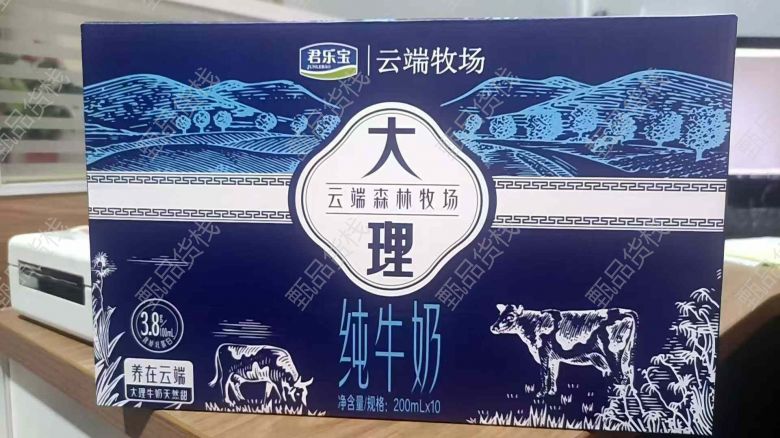 君乐宝
JUNLEBAO
云端牧场
大
云端森林牧场
理
纯牛奶
净含量/规格：200mL×10
3.8克
/100mL
养在云端
大理牛奶天然甜
甄品货栈